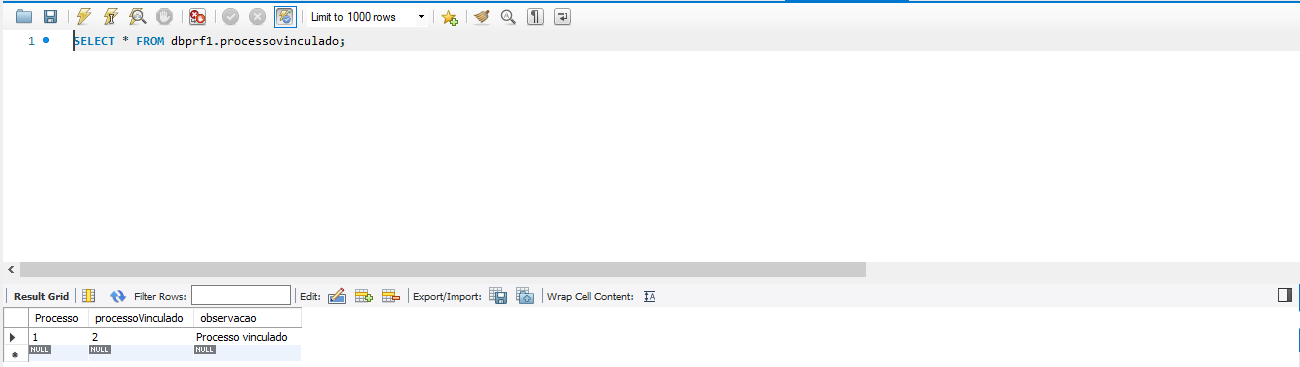 Limit to 1000 rows
1 SELECT * FROM dbprf1.processovinculado;
Result Grid Filter Rows: Edit: Export/Import: Wrap Cell Content:
Processo processoVinculado observacao
1 2 Processo vinculado
NULL NULL NULL